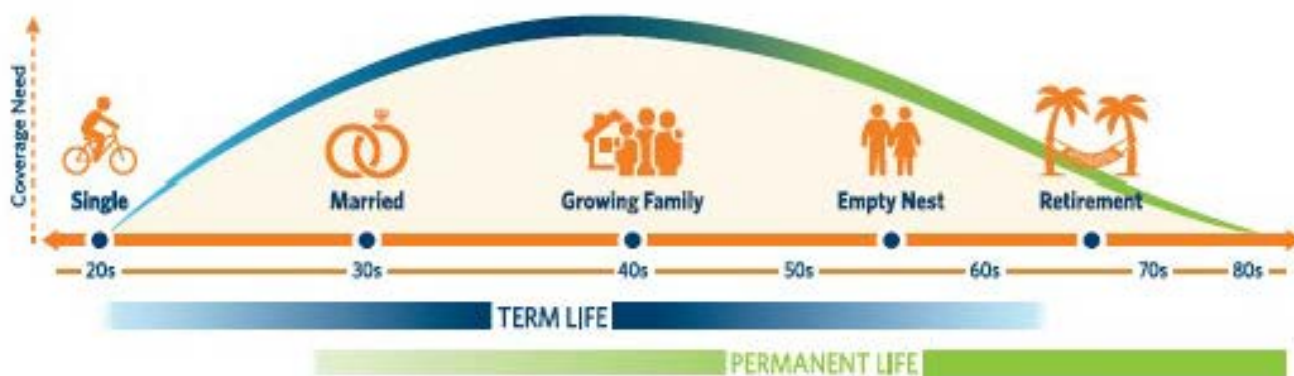 Coverage Need
Single
Married
Growing Family
Empty Nest
Retirement
20s
30s
40s
50s
60s
70s
80s
TERM LIFE
PERMANENT LIFE